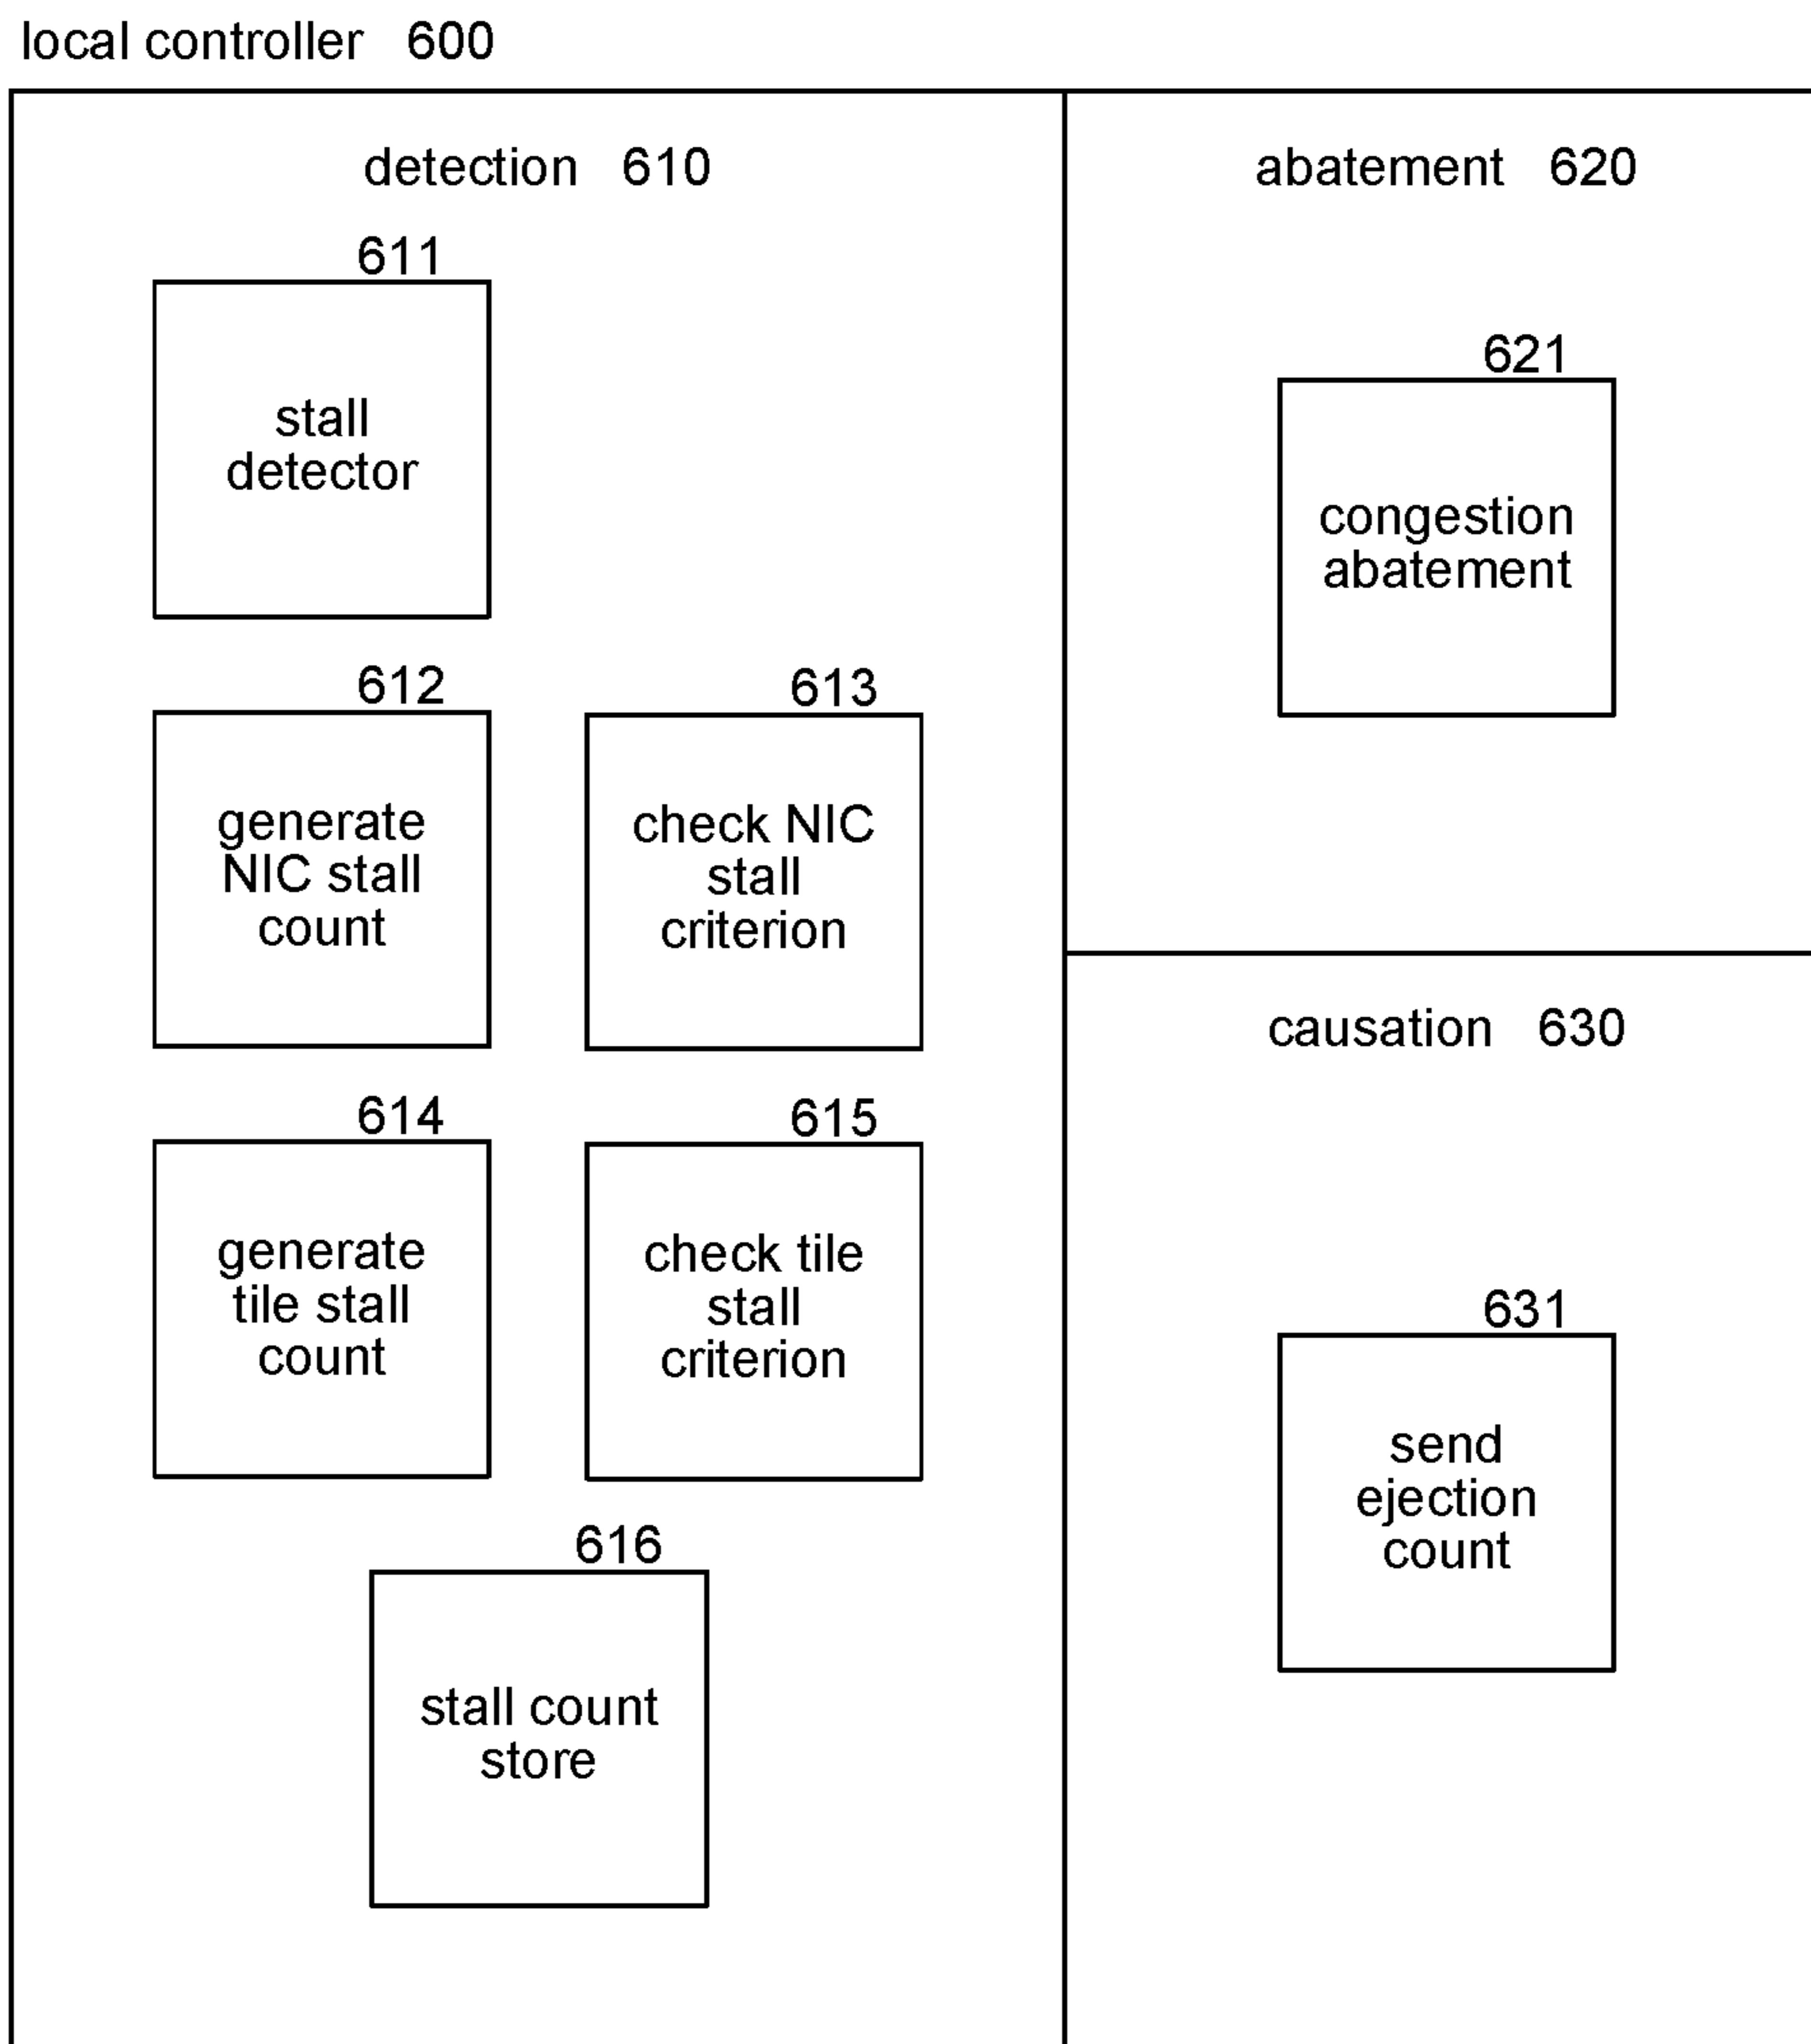 local controller 600
detection 610
611
stall
detector
612
generate
NIC stall
count
613
check NIC
stall
criterion
614
generate
tile stall
count
615
check tile
stall
criterion
616
stall count
store
abatement 620
621
congestion
abatement
causation 630
631
send
ejection
count